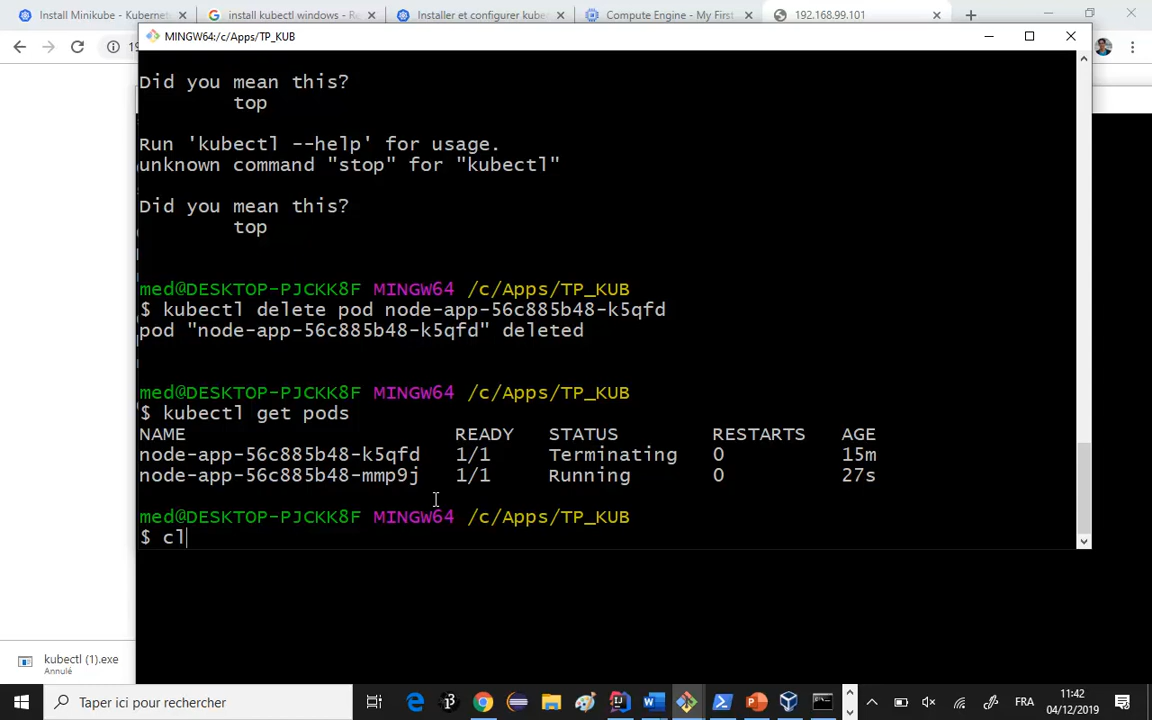 Install Minikube - Kubernet
install kubectl windows - Re
Installer et configurer kube
Compute Engine - My First
192.168.99.101
19
MINGW64:/c/Apps/TP_KUB
Did you mean this?
top
Run 'kubectl --help' for usage.
unknown command "stop" for "kubectl"
Did you mean this?
top
med@DESKTOP-PJCKK8F MINGW64 /c/Apps/TP_KUB
$ kubectl delete pod node-app-56c885b48-k5qfd
pod "node-app-56c885b48-k5qfd" deleted
med@DESKTOP-PJCKK8F MINGW64 /c/Apps/TP_KUB
$ kubectl get pods
NAME READY STATUS RESTARTS AGE
node-app-56c885b48-k5qfd 1/1 Terminating 0 15m
node-app-56c885b48-mmp9j 1/1 Running 0 27s
med@DESKTOP-PJCKK8F MINGW64 /c/Apps/TP_KUB
$ cl
kubectl (1).exe
Annulé
Taper ici pour rechercher
FRA
11:42
04/12/2019